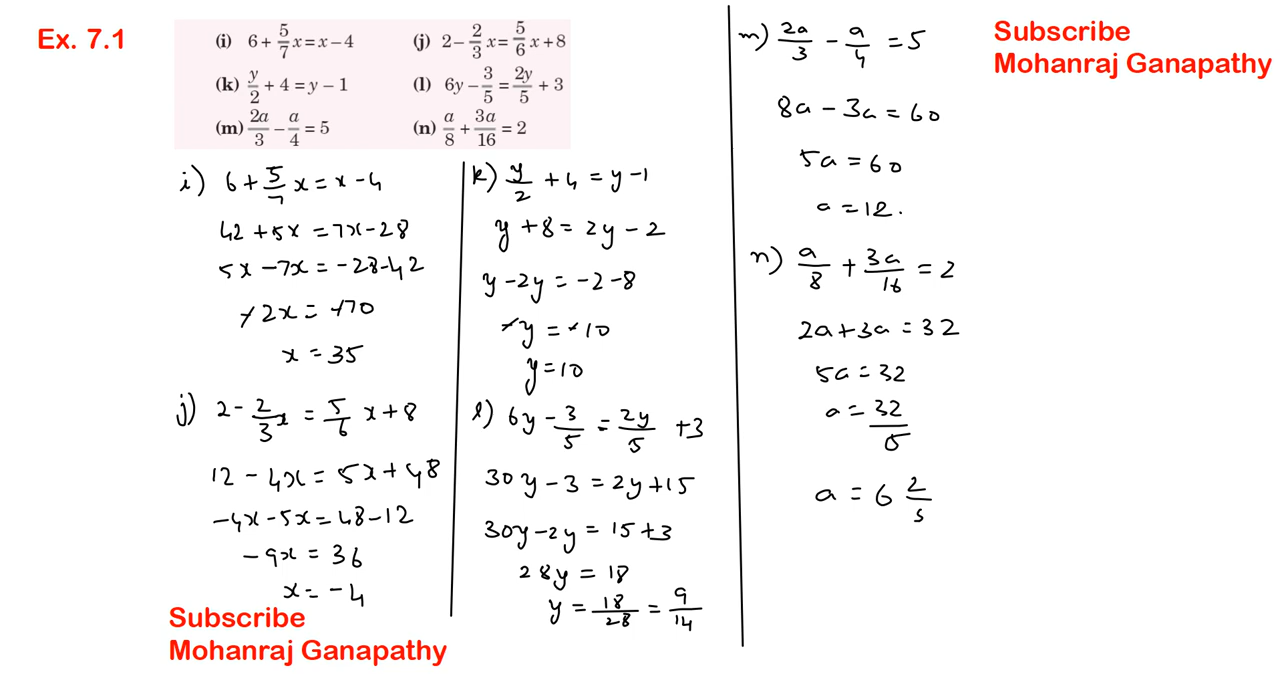 Ex. 7.1
(i) 6 + 5/7 x = x − 4 (j) 2 − 2/3 x = 5/6 x + 8
(k) y/2 + 4 = y − 1 (l) 6y − 3/5 = 2y/5 + 3
(m) 2a/3 − a/4 = 5 (n) a/8 + 3a/16 = 2
i) 6 + 5/7 x = x − 4
42 + 5x = 7x − 28
5x − 7x = −28 − 42
−2x = −70
x = 35
j) 2 − 2/3 x = 5/6 x + 8
12 − 4x = 5x + 48
−4x − 5x = 48 − 12
−9x = 36
x = −4
k) y/2 + 4 = y − 1
y + 8 = 2y − 2
y − 2y = −2 − 8
−y = −10
y = 10
l) 6y − 3/5 = 2y/5 + 3
30y − 3 = 2y + 15
30y − 2y = 15 + 3
28y = 18
y = 18/28 = 9/14
m) 2a/3 − a/4 = 5
8a − 3a = 60
5a = 60
a = 12.
n) a/8 + 3a/16 = 2
2a + 3a = 32
5a = 32
a = 32/5
a = 6 2/5
Subscribe
Mohanraj Ganapathy
Subscribe
Mohanraj Ganapathy